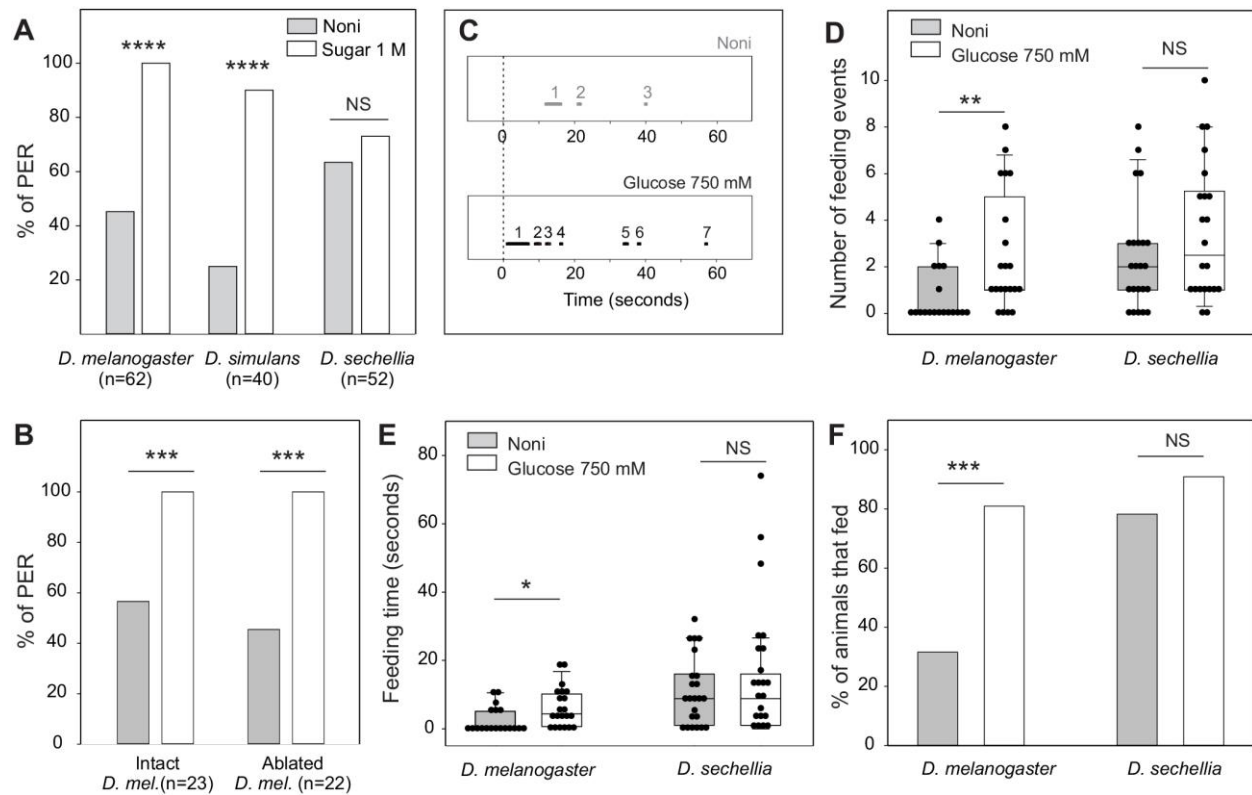 A
Noni
Sugar 1 M
% of PER
100
80
60
40
20
****
****
NS
D. melanogaster
(n=62)
D. simulans
(n=40)
D. sechellia
(n=52)
C
Noni
1 2 3
0 20 40 60
Glucose 750 mM
1 2 3 4 5 6 7
0 20 40 60
Time (seconds)
D
Noni
Glucose 750 mM
Number of feeding events
10
8
6
4
2
0
**
NS
D. melanogaster
D. sechellia
B
% of PER
100
80
60
40
20
0
***
***
Intact
D. mel.(n=23)
Ablated
D. mel. (n=22)
E
Noni
Glucose 750 mM
Feeding time (seconds)
80
60
40
20
0
*
NS
D. melanogaster
D. sechellia
F
% of animals that fed
100
80
60
40
20
0
***
NS
D. melanogaster
D. sechellia